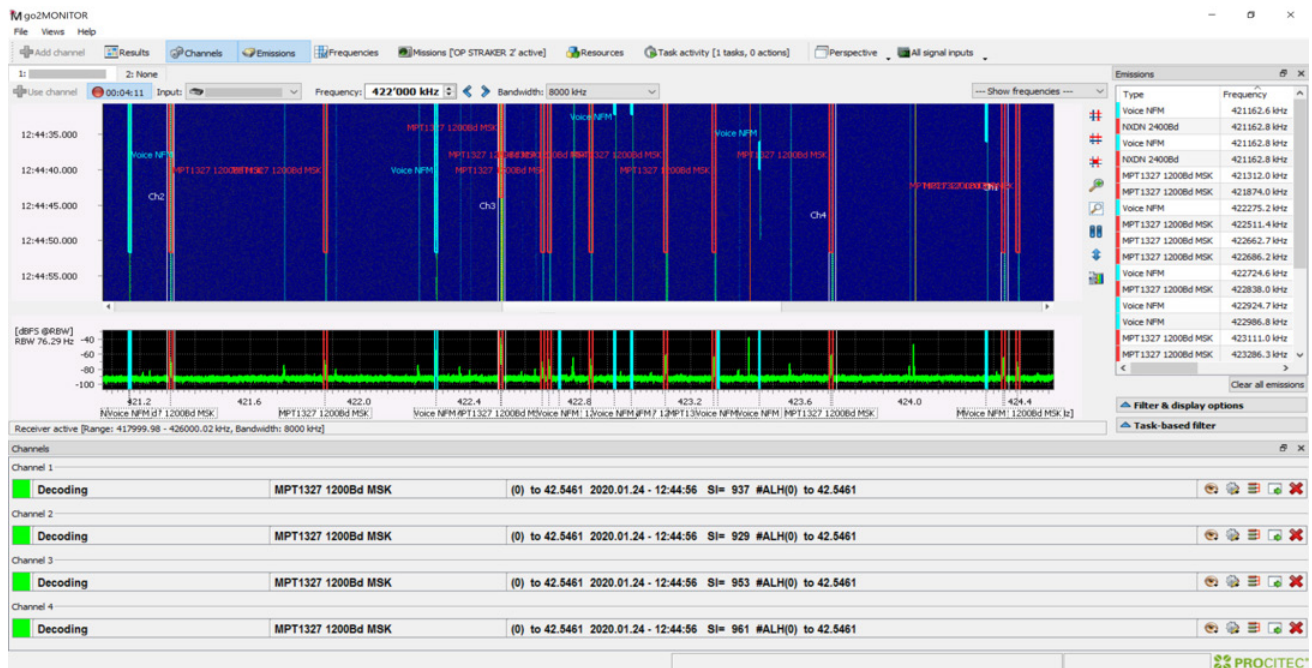 go2MONITOR
File Views Help
Add channel Results Channels Emissions Frequencies Missions ['OP STRAKER 2' active] Resources Task activity [1 tasks, 0 actions] Perspective All signal inputs
1: 2: None
Use channel 00:04:11 Input: Frequency: 422'000 kHz Bandwidth: 8000 kHz --- Show frequencies ---
Voice NFM
MPT1327 1200Bd MSK
12:44:35.000
Voice NFM
12:44:40.000
Voice NFM
Ch2
Ch3
12:44:45.000
Ch4
12:44:50.000
12:44:55.000
[dBFS @RBW]
RBW 76.29 Hz
-40
-60
-80
-100
421.2 421.6 422.0 422.4 422.8 423.2 423.6 424.0 424.4
MPT1327 1200Bd MSK
MPT1327 1200Bd MSK
Receiver active [Range: 417999.98 - 426000.02 kHz, Bandwidth: 8000 kHz]
Emissions
Type Frequency
Voice NFM 421162.6 kHz
NXDN 2400Bd 421162.8 kHz
Voice NFM 421162.8 kHz
NXDN 2400Bd 421162.8 kHz
MPT1327 1200Bd MSK 421312.0 kHz
MPT1327 1200Bd MSK 421874.0 kHz
Voice NFM 422275.2 kHz
MPT1327 1200Bd MSK 422511.4 kHz
MPT1327 1200Bd MSK 422662.7 kHz
MPT1327 1200Bd MSK 422686.2 kHz
Voice NFM 422724.6 kHz
MPT1327 1200Bd MSK 422838.0 kHz
Voice NFM 422924.7 kHz
Voice NFM 422986.8 kHz
MPT1327 1200Bd MSK 423111.0 kHz
MPT1327 1200Bd MSK 423286.3 kHz
Clear all emissions
Filter & display options
Task-based filter
Channels
Channel 1
Decoding MPT1327 1200Bd MSK (0) to 42.5461 2020.01.24 - 12:44:56 SI= 937 #ALH(0) to 42.5461
Channel 2
Decoding MPT1327 1200Bd MSK (0) to 42.5461 2020.01.24 - 12:44:56 SI= 929 #ALH(0) to 42.5461
Channel 3
Decoding MPT1327 1200Bd MSK (0) to 42.5461 2020.01.24 - 12:44:56 SI= 953 #ALH(0) to 42.5461
Channel 4
Decoding MPT1327 1200Bd MSK (0) to 42.5461 2020.01.24 - 12:44:56 SI= 961 #ALH(0) to 42.5461
PROCITEC